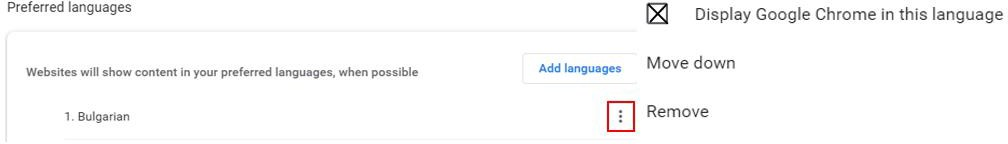 Preferred languages
Websites will show content in your preferred languages, when possible
Add languages
1. Bulgarian
Display Google Chrome in this language
Move down
Remove